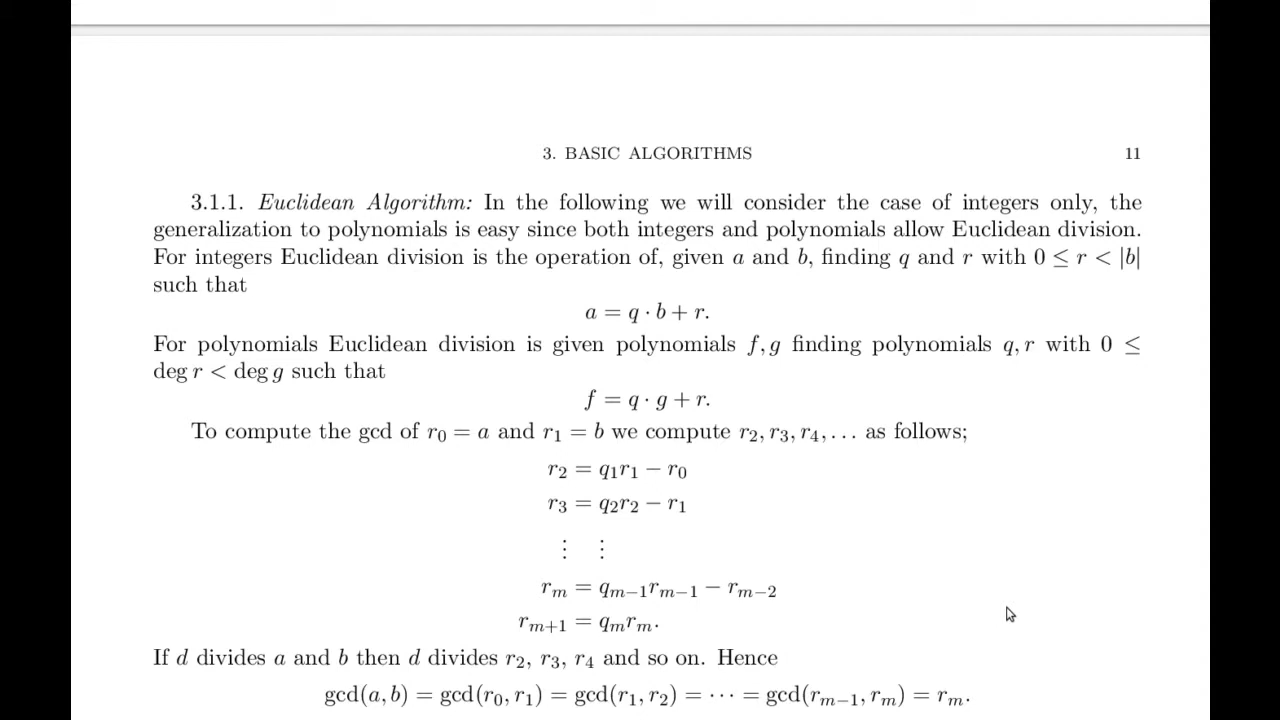 3. BASIC ALGORITHMS 11
3.1.1. Euclidean Algorithm: In the following we will consider the case of integers only, the
generalization to polynomials is easy since both integers and polynomials allow Euclidean division.
For integers Euclidean division is the operation of, given a and b, finding q and r with 0 ≤ r < |b|
such that
a = q · b + r.
For polynomials Euclidean division is given polynomials f, g finding polynomials q, r with 0 ≤
deg r < deg g such that
f = q · g + r.
To compute the gcd of r₀ = a and r₁ = b we compute r₂, r₃, r₄, . . . as follows;
r₂ = q₁r₁ − r₀
r₃ = q₂r₂ − r₁
⋮ ⋮
rₘ = qₘ₋₁rₘ₋₁ − rₘ₋₂
rₘ₊₁ = qₘrₘ.
If d divides a and b then d divides r₂, r₃, r₄ and so on. Hence
gcd(a, b) = gcd(r₀, r₁) = gcd(r₁, r₂) = · · · = gcd(rₘ₋₁, rₘ) = rₘ.